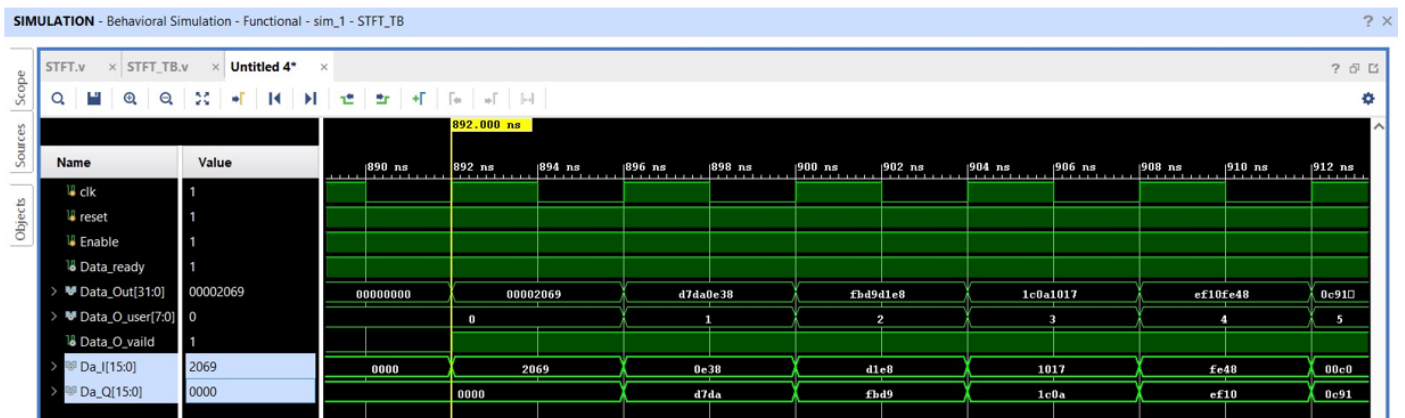 SIMULATION - Behavioral Simulation - Functional - sim_1 - STFT_TB
Scope
Sources
Objects
STFT.v
STFT_TB.v
Untitled 4*
892.000 ns
Name Value
890 ns 892 ns 894 ns 896 ns 898 ns 900 ns 902 ns 904 ns 906 ns 908 ns 910 ns 912 ns
clk 1
reset 1
Enable 1
Data_ready 1
Data_Out[31:0] 00002069 00000000 00002069 d7da0e38 fbd9d1e8 1c0a1017 ef10fe48 0c91
Data_O_user[7:0] 0 0 1 2 3 4 5
Data_O_vaild 1
Da_I[15:0] 2069 0000 2069 0e38 d1e8 1017 fe48 00c0
Da_Q[15:0] 0000 0000 d7da fbd9 1c0a ef10 0c91